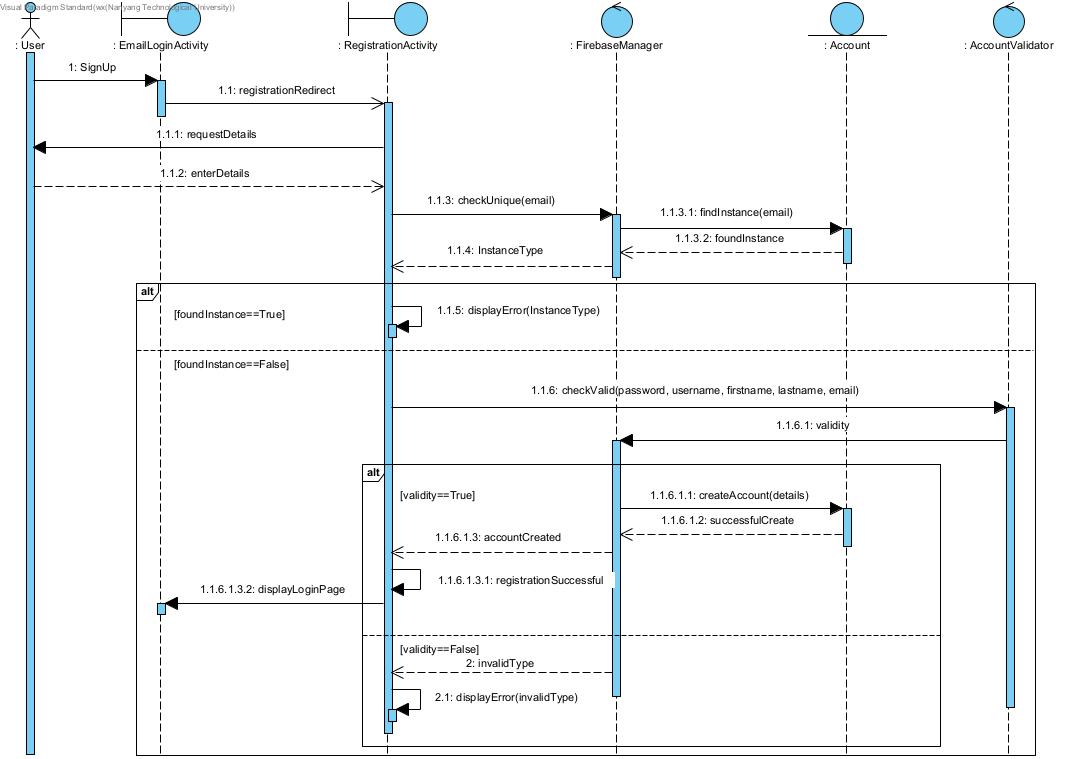 Visual Paradigm Standard(wx(Nanyang Technological University))
: User
: EmailLoginActivity
: RegistrationActivity
: FirebaseManager
: Account
: AccountValidator
1: SignUp
1.1: registrationRedirect
1.1.1: requestDetails
1.1.2: enterDetails
1.1.3: checkUnique(email)
1.1.3.1: findInstance(email)
1.1.3.2: foundInstance
1.1.4: InstanceType
alt
[foundInstance==True]
1.1.5: displayError(InstanceType)
[foundInstance==False]
1.1.6: checkValid(password, username, firstname, lastname, email)
1.1.6.1: validity
alt
[validity==True]
1.1.6.1.1: createAccount(details)
1.1.6.1.2: successfulCreate
1.1.6.1.3: accountCreated
1.1.6.1.3.1: registrationSuccessful
1.1.6.1.3.2: displayLoginPage
[validity==False]
2: invalidType
2.1: displayError(invalidType)